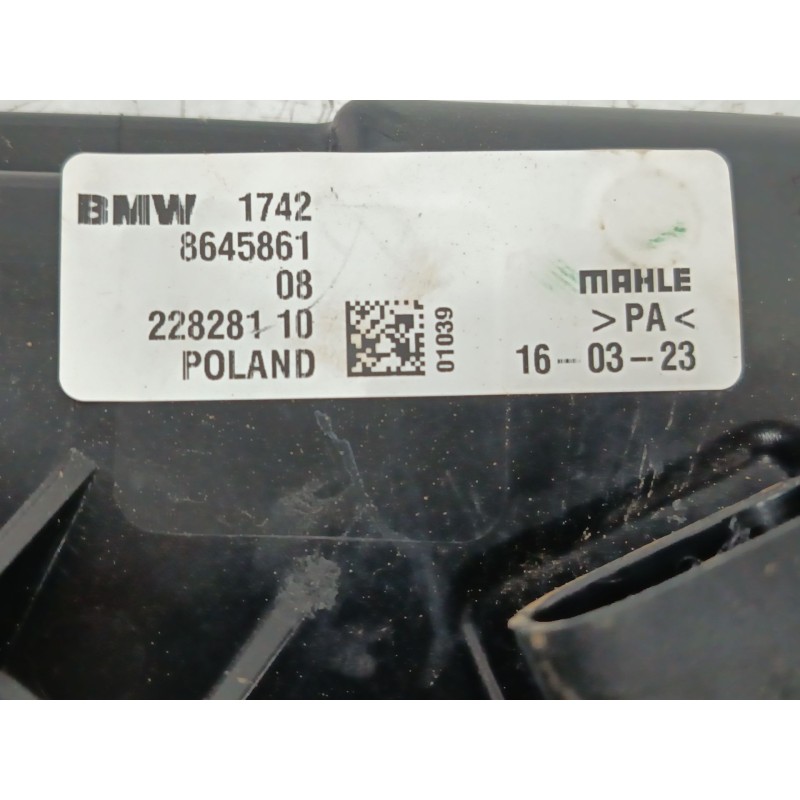 BMW 1742
8645861
08
228281 10
POLAND
01039
MAHLE
>PA<
16-03-23